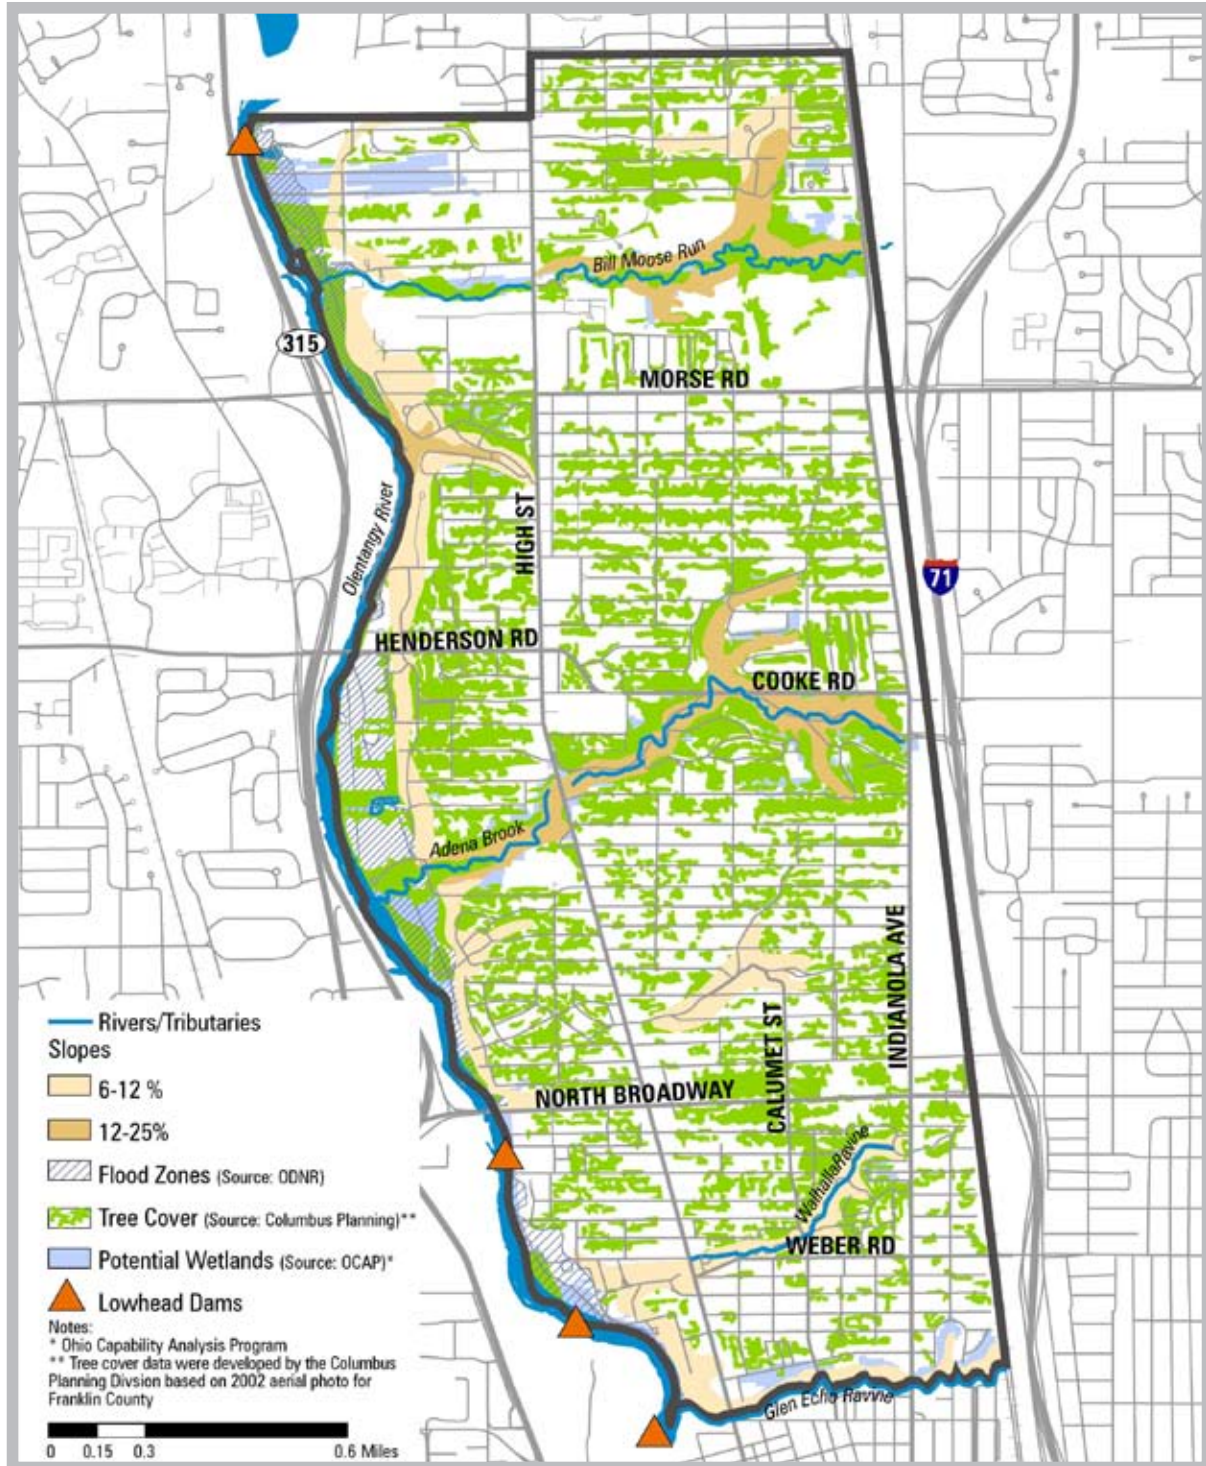 Bill Moose Run
315
MORSE RD
Olentangy River
HIGH ST
71
HENDERSON RD
COOKE RD
Adena Brook
INDIANOLA AVE
CALUMET ST
NORTH BROADWAY
WalhallaRavine
WEBER RD
Glen Echo Ravine
Rivers/Tributaries
Slopes
6-12 %
12-25%
Flood Zones (Source: ODNR)
Tree Cover (Source: Columbus Planning)**
Potential Wetlands (Source: OCAP)*
Lowhead Dams
Notes:
* Ohio Capability Analysis Program
** Tree cover data were developed by the Columbus
Planning Divsion based on 2002 aerial photo for
Franklin County
0 0.15 0.3 0.6 Miles